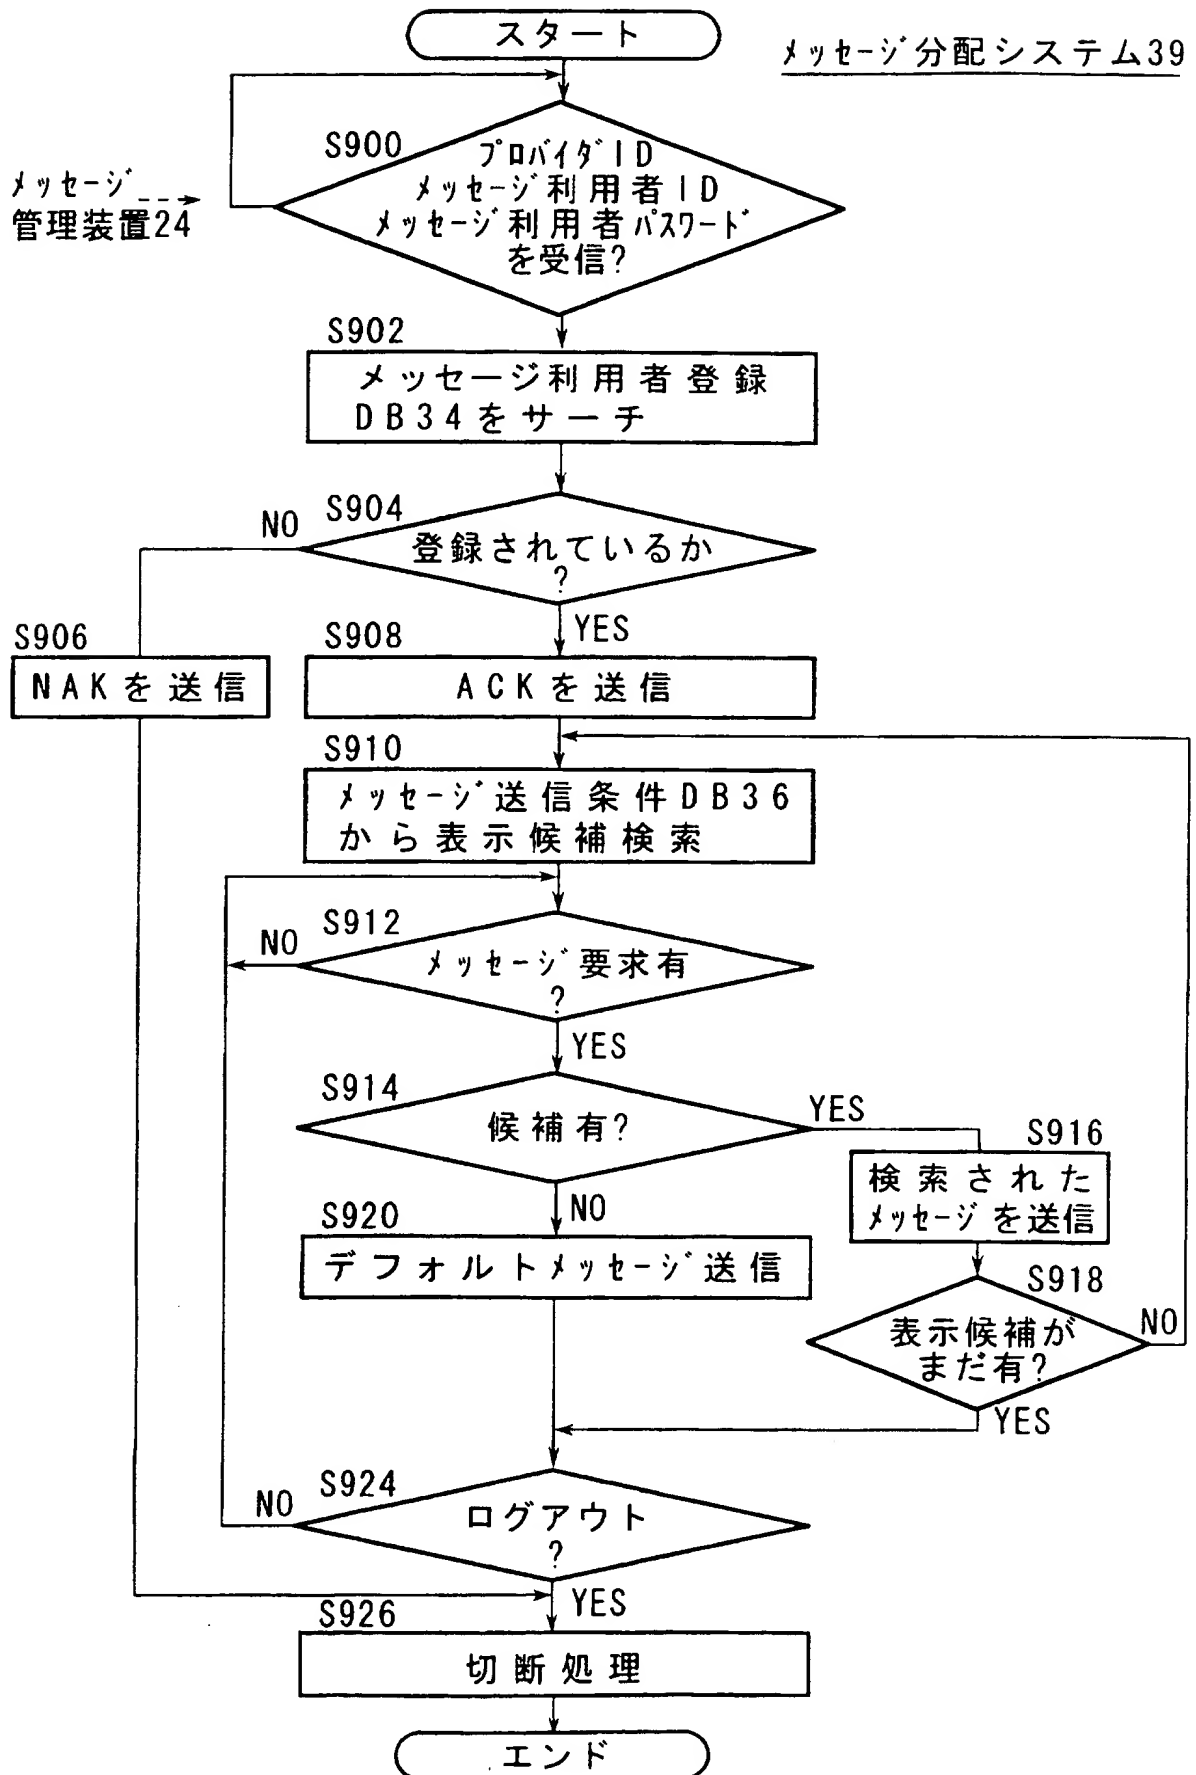 スタート
メッセージ分配システム39
S900
プロバイダID
メッセージ利用者ID
メッセージ利用者パスワード
を受信?
メッセージ
管理装置24
S902
メッセージ利用者登録
DB34をサーチ
S904
NO
登録されているか
?
YES
S906
NAKを送信
S908
ACKを送信
S910
メッセージ送信条件DB36
から表示候補検索
S912
NO
メッセージ要求有
?
YES
S914
候補有?
YES
S916
検索された
メッセージを送信
NO
S920
デフォルトメッセージ送信
S918
表示候補が
まだ有?
NO
YES
S924
NO
ログアウト
?
YES
S926
切断処理
エンド